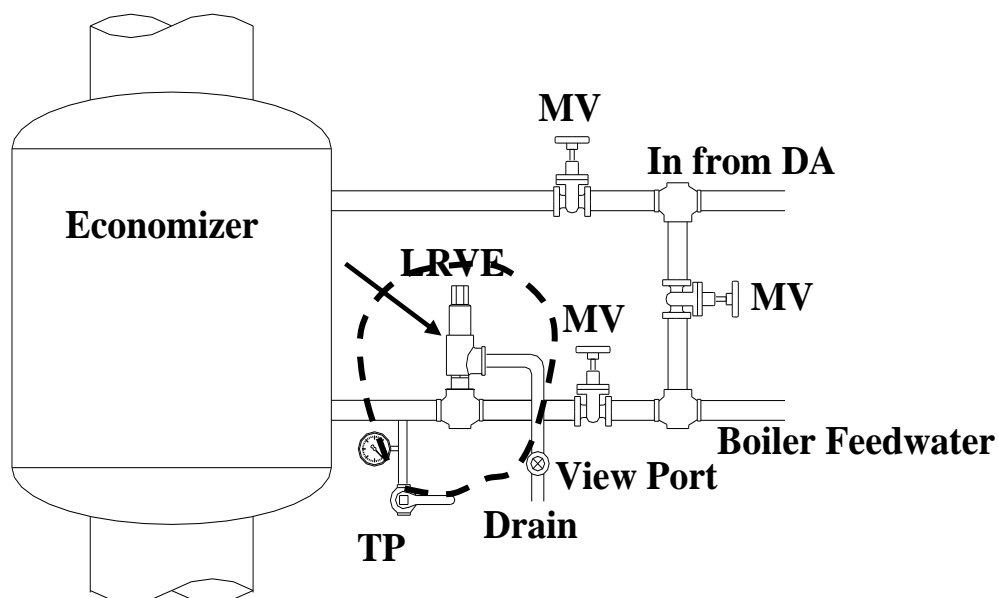 MV
In from DA
Economizer
LRVE
MV
MV
Boiler Feedwater
View Port
Drain
TP